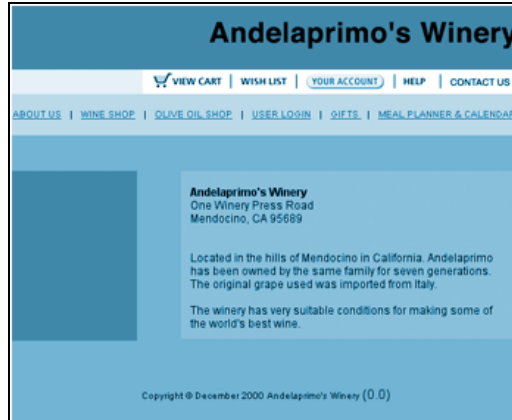 Andelaprimo's Winery
VIEW CART | WISH LIST | YOUR ACCOUNT | HELP | CONTACT US
ABOUT US | WINE SHOP | OLIVE OIL SHOP | USER LOGIN | GIFTS | MEAL PLANNER & CALENDAR
Andelaprimo's Winery
One Winery Press Road
Mendocino, CA 95689
Located in the hills of Mendocino in California. Andelaprimo
has been owned by the same family for seven generations.
The original grape used was imported from Italy.
The winery has very suitable conditions for making some of
the world's best wine.
Copyright @ December 2000 Andelaprimo's Winery (0.0)